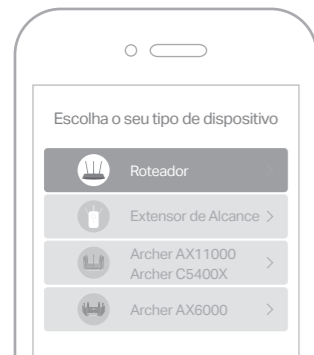 Escolha o seu tipo de dispositivo
Roteador
Extensor de Alcance
Archer AX11000
Archer C5400X
Archer AX6000